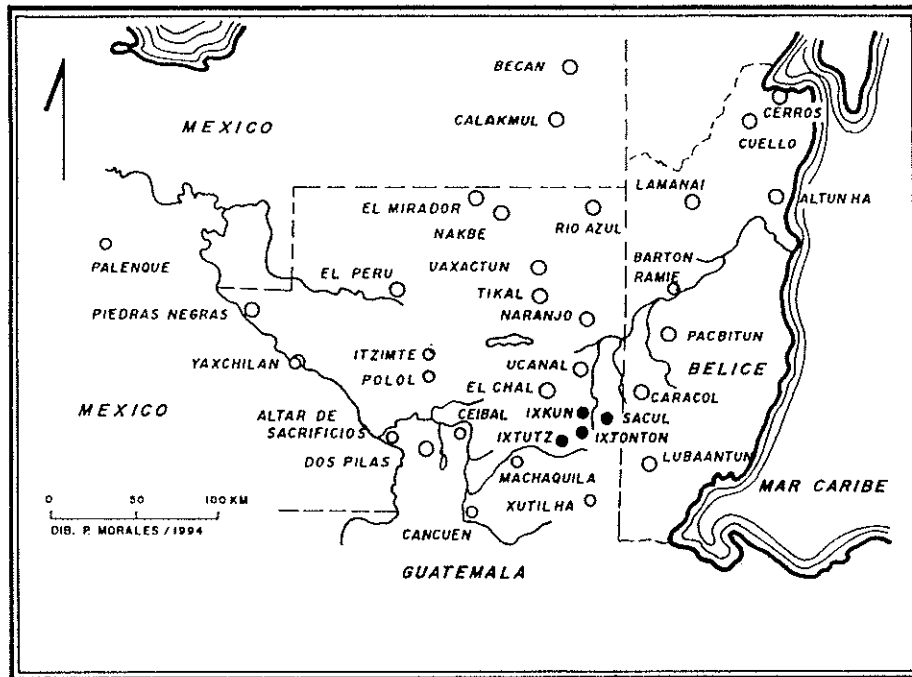 BECAN
CALAKMUL
MEXICO
CERROS
CUELLO
LAMANAI
ALTUN HA
EL MIRADOR
NAKBE
RIO AZUL
PALENQUE
EL PERU
UAXACTUN
BARTON
RAMIE
TIKAL
PIEDRAS NEGRAS
NARANJO
PACBITUN
YAXCHILAN
ITZIMTE
POLOL
UCANAL
BELICE
EL CHAL
CARACOL
MEXICO
ALTAR DE
SACRIFICIOS
CEIBAL
IXKUN
SACUL
IXTUTZ
IXTONTON
DOS PILAS
LUBAANTUN
MACHAQUILA
MAR CARIBE
0 50 100 KM
XUTILHA
DIB. P. MORALES / 1994
CANCUEN
GUATEMALA